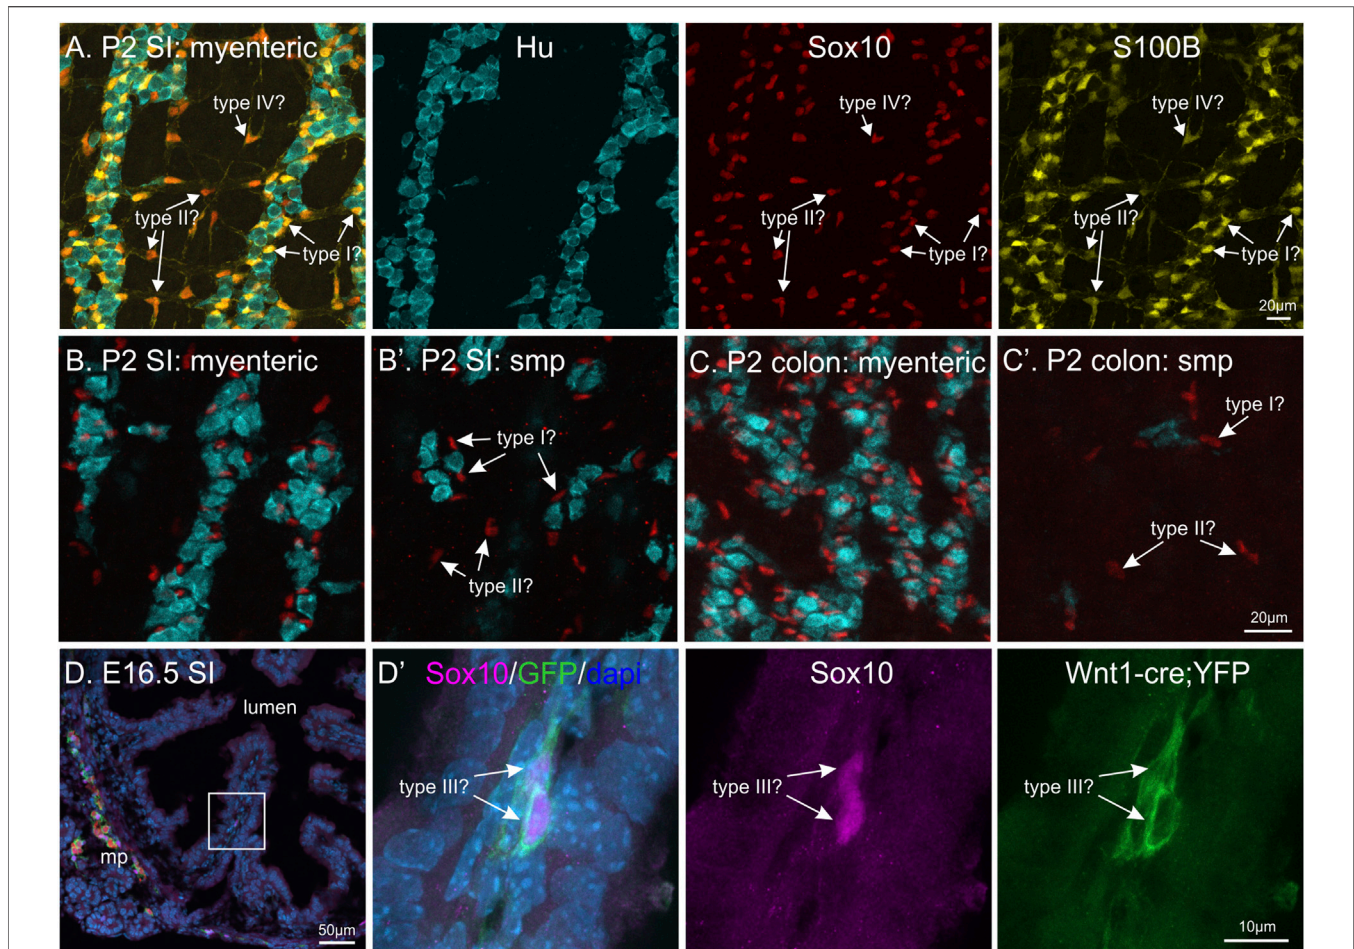 A. P2 SI: myenteric
Hu
Sox10
S100B
type IV?
type II?
type I?
type IV?
type II?
type I?
type IV?
type II?
type I?
20µm
B. P2 SI: myenteric
B'. P2 SI: smp
C. P2 colon: myenteric
C'. P2 colon: smp
type I?
type II?
type I?
type II?
20µm
D. E16.5 SI
lumen
mp
50µm
D' Sox10/GFP/dapi
type III?
Sox10
type III?
Wnt1-cre;YFP
type III?
10µm